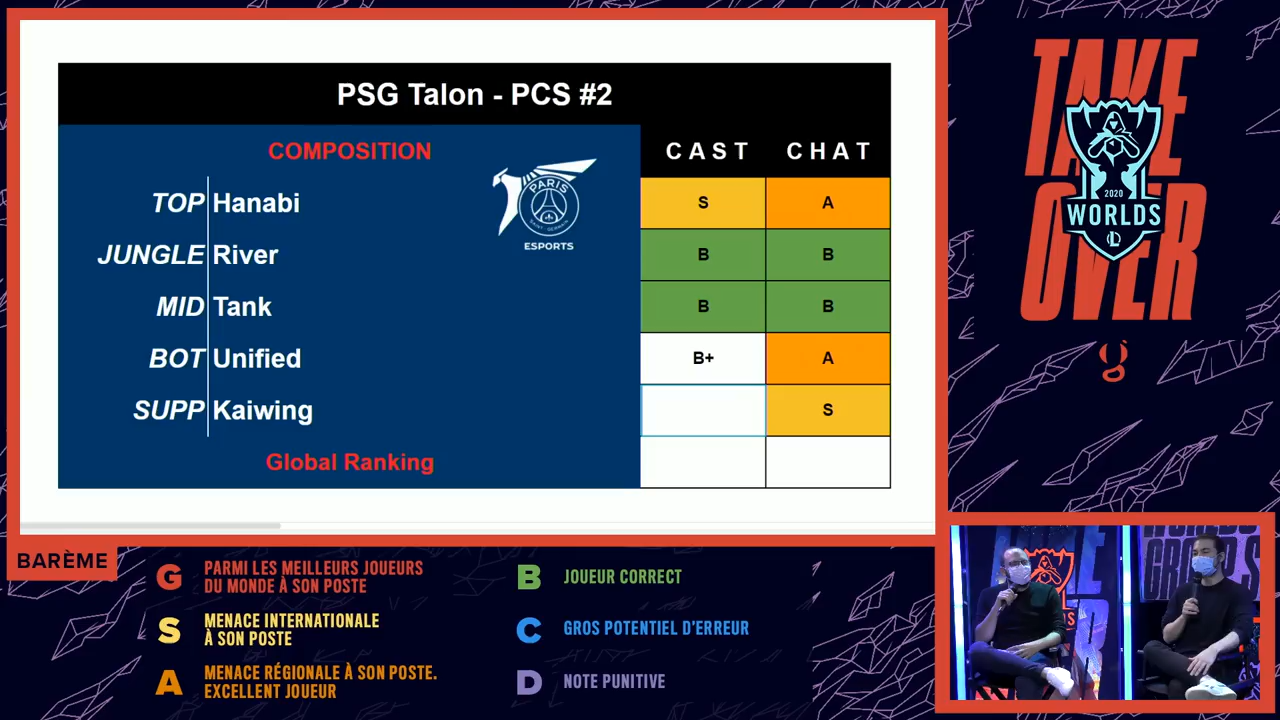 PSG Talon - PCS #2
COMPOSITION
CAST CHAT
PARIS
SAINT-GERMAIN
ESPORTS
TOP Hanabi S A
JUNGLE River B B
MID Tank B B
BOT Unified B+ A
SUPP Kaiwing S
Global Ranking
TAKE
OVER
2020
WORLDS
BARÈME
G PARMI LES MEILLEURS JOUEURS
DU MONDE À SON POSTE
S MENACE INTERNATIONALE
À SON POSTE
A MENACE RÉGIONALE À SON POSTE.
EXCELLENT JOUEUR
B JOUEUR CORRECT
C GROS POTENTIEL D'ERREUR
D NOTE PUNITIVE